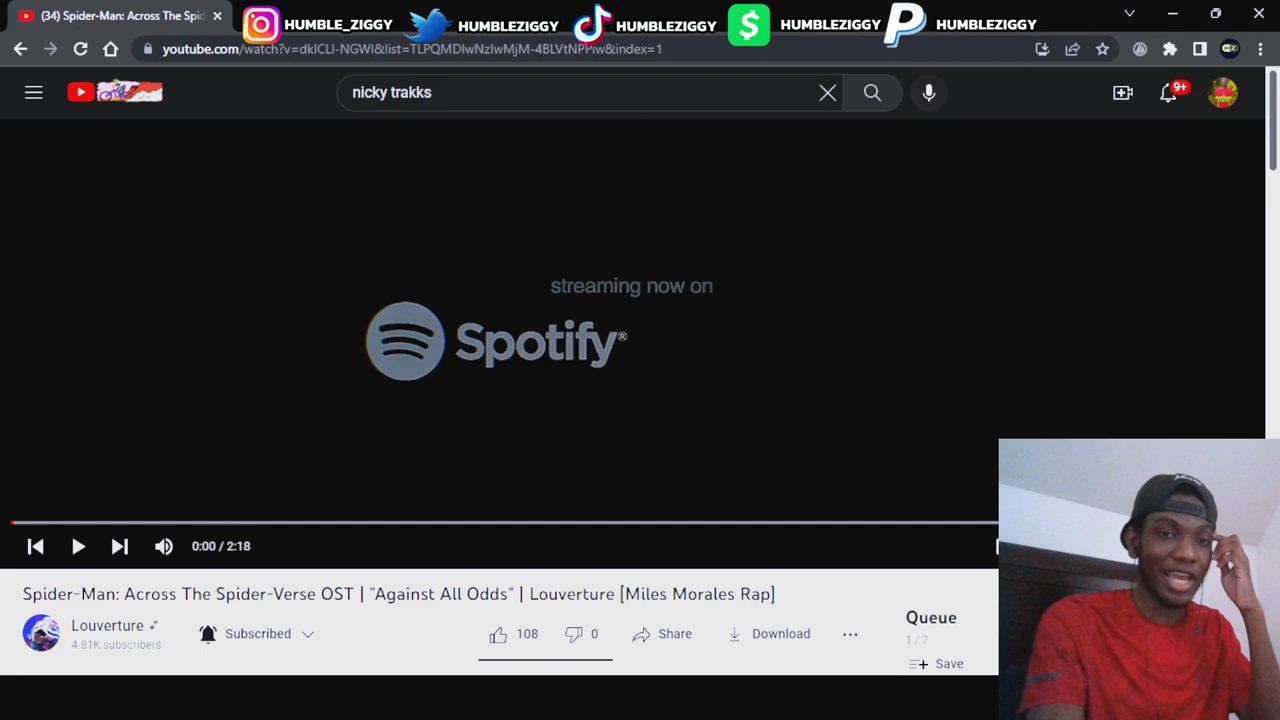 (34) Spider-Man: Across The Spid
HUMBLE_ZIGGY
HUMBLEZIGGY
HUMBLEZIGGY
HUMBLEZIGGY
HUMBLEZIGGY
youtube.com/watch?v=dkICLI-NGWI&list=TLPQMDIwNzIwMjM-4BLVtNPPiw&index=1
nicky trakks
9+
streaming now on
Spotify®
0:00 / 2:18
Spider-Man: Across The Spider-Verse OST | "Against All Odds" | Louverture [Miles Morales Rap]
Louverture
4.81K subscribers
Subscribed
108
0
Share
Download
Queue
1 / 7
Save